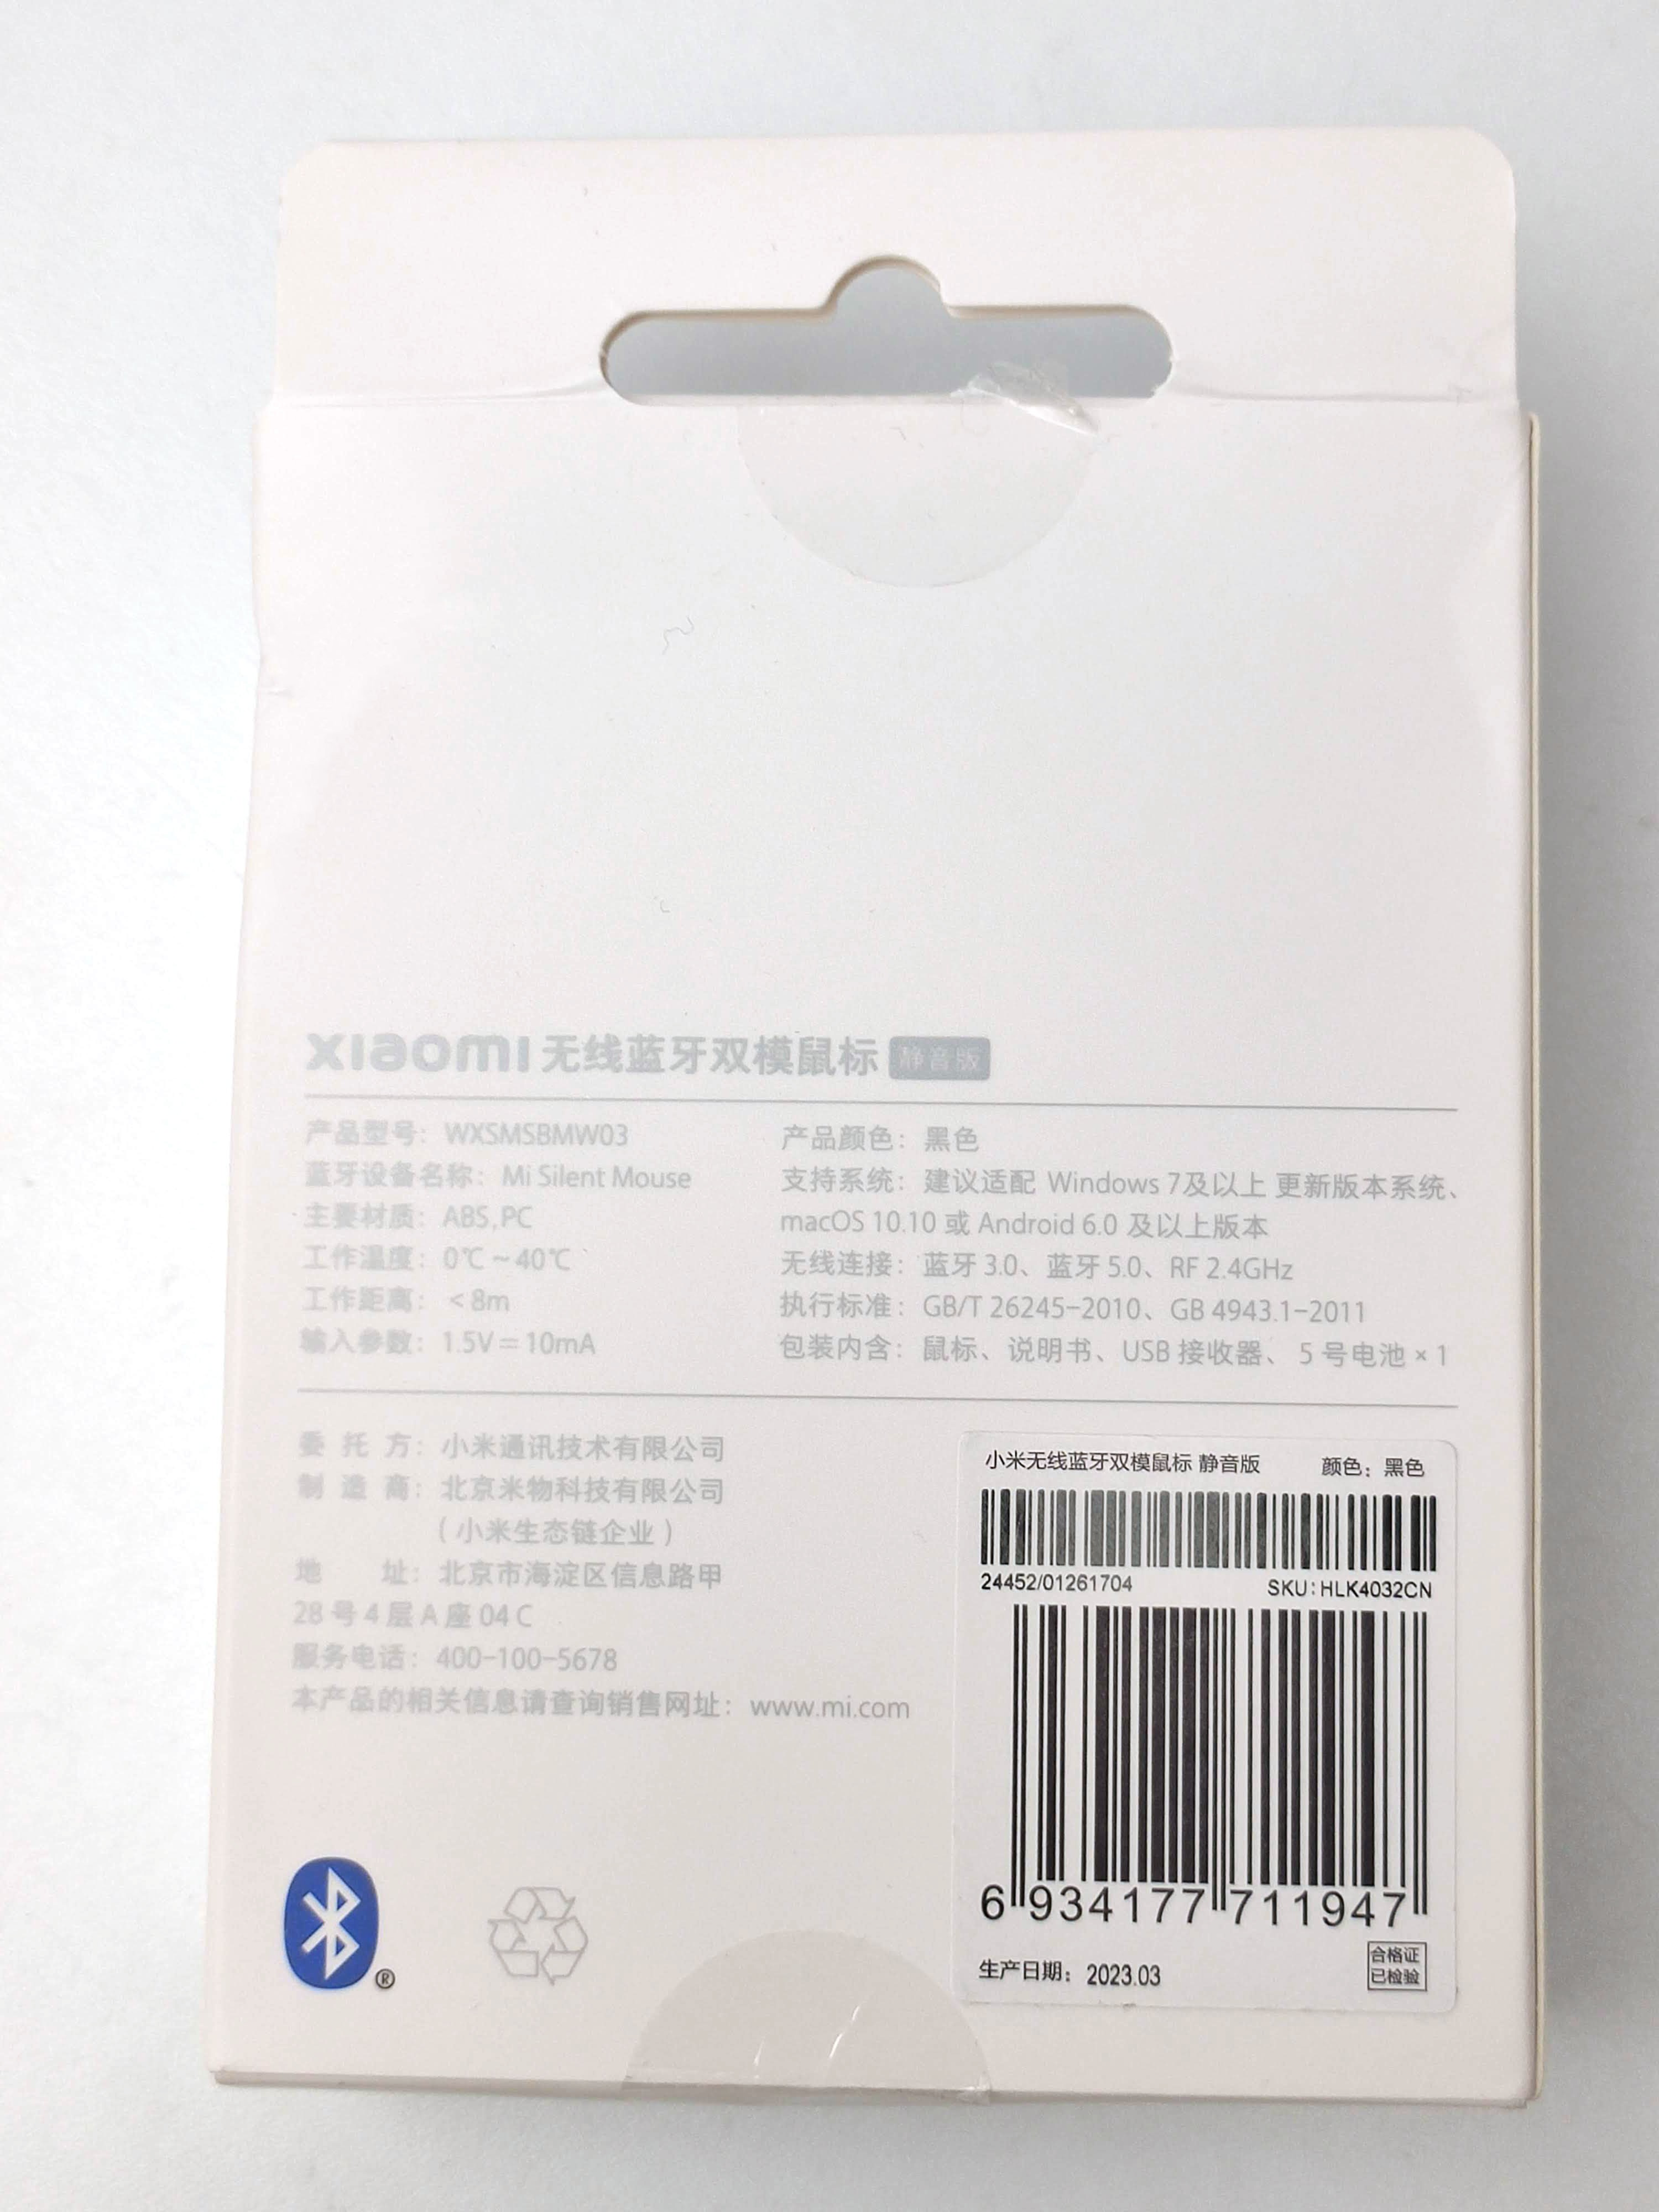 xiaomi 无线蓝牙双模鼠标 静音版
产品型号：WXSMSBMW03
蓝牙设备名称：Mi Silent Mouse
主要材质：ABS,PC
工作温度：0℃～40℃
工作距离：＜8m
输入参数：1.5V⎓10mA
产品颜色：黑色
支持系统：建议适配 Windows 7及以上 更新版本系统、
macOS 10.10 或 Android 6.0 及以上版本
无线连接：蓝牙 3.0、蓝牙 5.0、RF 2.4GHz
执行标准：GB/T 26245-2010、GB 4943.1-2011
包装内含：鼠标、说明书、USB 接收器、5 号电池 × 1
委 托 方：小米通讯技术有限公司
制 造 商：北京米物科技有限公司
（小米生态链企业）
地 址：北京市海淀区信息路甲
28 号 4 层 A 座 04 C
服务电话：400-100-5678
本产品的相关信息请查询销售网址：www.mi.com
®
小米无线蓝牙双模鼠标 静音版 颜色：黑色
24452/01261704 SKU:HLK4032CN
6 934177 711947
生产日期：2023.03
合格证
已检验